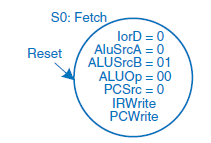 S0: Fetch
Reset
IorD = 0
AluSrcA = 0
ALUSrcB = 01
ALUOp = 00
PCSrc = 0
IRWrite
PCWrite